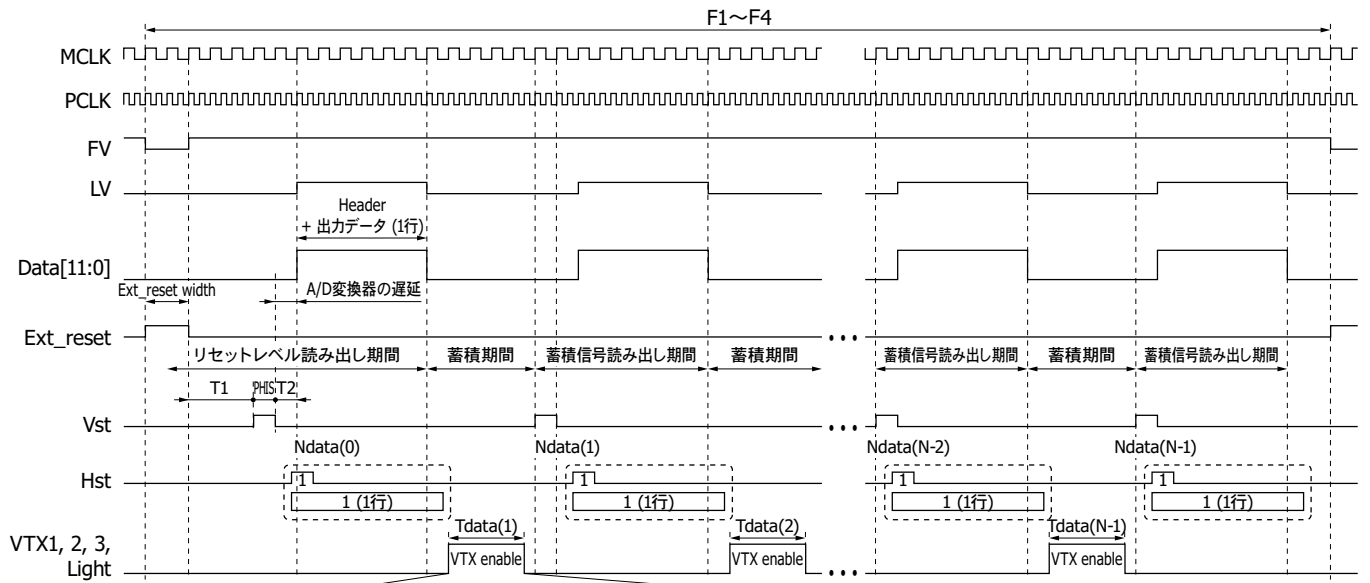 F1～F4
MCLK
PCLK
FV
LV
Header
+ 出力データ (1行)
Data[11:0]
Ext_reset width
A/D変換器の遅延
Ext_reset
リセットレベル読み出し期間
蓄積期間
蓄積信号読み出し期間
蓄積期間
蓄積信号読み出し期間
蓄積期間
蓄積信号読み出し期間
T1
PHIS
T2
Vst
Ndata(0)
Ndata(1)
Ndata(N-2)
Ndata(N-1)
Hst
1
1
1
1
1 (1行)
1 (1行)
1 (1行)
1 (1行)
Tdata(1)
Tdata(2)
Tdata(N-1)
VTX1, 2, 3,
Light
VTX enable
VTX enable
VTX enable